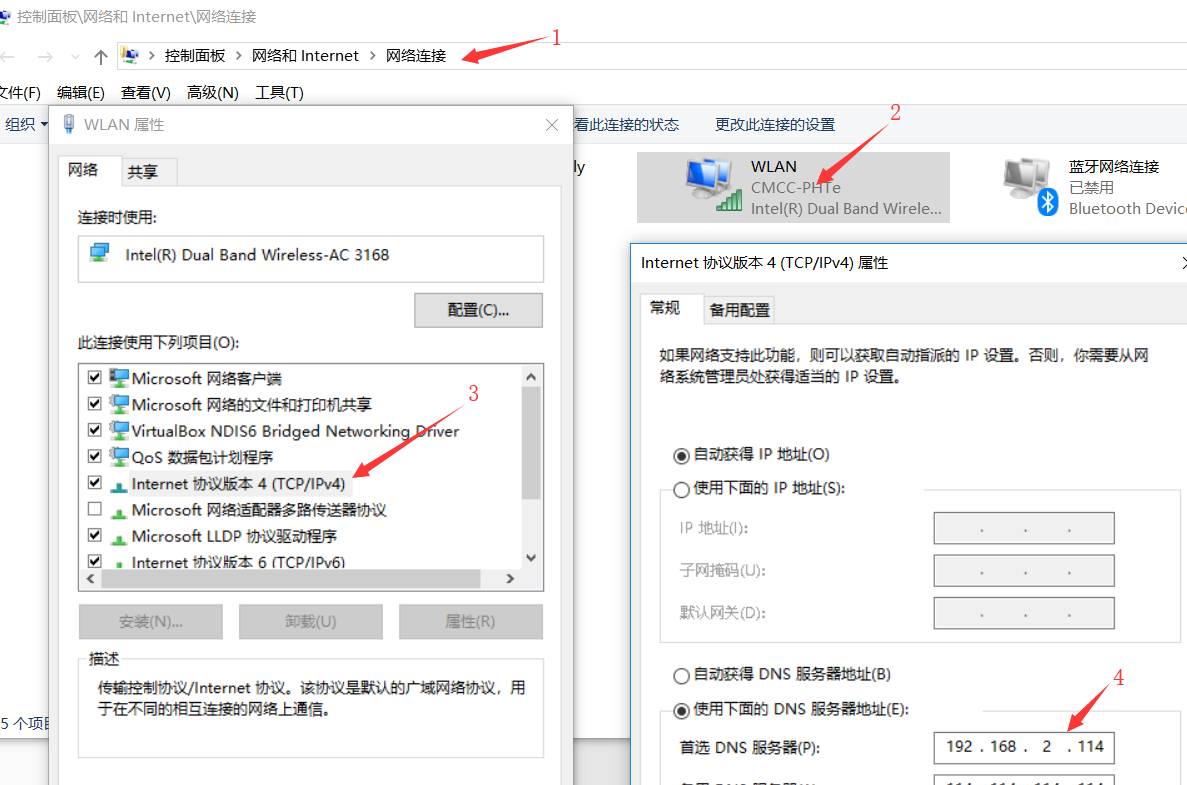 控制面板\网络和 Internet\网络连接
1
控制面板 网络和 Internet 网络连接
文件(F) 编辑(E) 查看(V) 高级(N) 工具(T)
组织
看此连接的状态 更改此连接的设置
2
WLAN 属性
网络 共享
连接时使用:
Intel(R) Dual Band Wireless-AC 3168
配置(C)...
此连接使用下列项目(O):
Microsoft 网络客户端
Microsoft 网络的文件和打印机共享
VirtualBox NDIS6 Bridged Networking Driver
QoS 数据包计划程序
Internet 协议版本 4 (TCP/IPv4)
Microsoft 网络适配器多路传送器协议
Microsoft LLDP 协议驱动程序
Internet 协议版本 6 (TCP/IPv6)
3
安装(N)... 卸载(U) 属性(R)
描述
传输控制协议/Internet 协议。该协议是默认的广域网络协议，用
于在不同的相互连接的网络上通信。
5 个项目
ly
WLAN
CMCC-PHTe
Intel(R) Dual Band Wirele...
蓝牙网络连接
已禁用
Bluetooth Device
Internet 协议版本 4 (TCP/IPv4) 属性
常规 备用配置
如果网络支持此功能，则可以获取自动指派的 IP 设置。否则，你需要从网
络系统管理员处获得适当的 IP 设置。
自动获得 IP 地址(O)
使用下面的 IP 地址(S):
IP 地址(I):
子网掩码(U):
默认网关(D):
自动获得 DNS 服务器地址(B)
4
使用下面的 DNS 服务器地址(E):
首选 DNS 服务器(P): 192 . 168 . 2 . 114